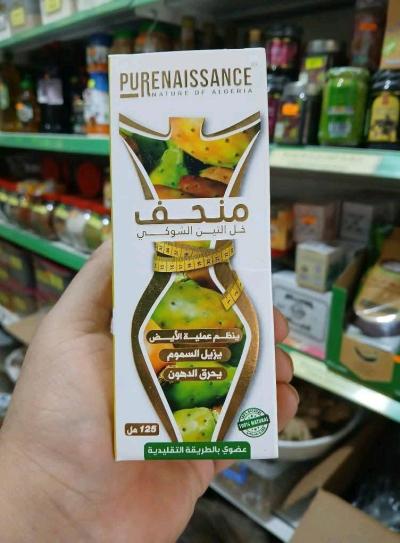 PURENAISSANCE
NATURE OF ALGERIA
منحف
خل التين الشوكي
ينظم عملية الأيض
يزيل السموم
يحرق الدهون
125 مل
100% NATURAL
عضوي بالطريقة التقليدية